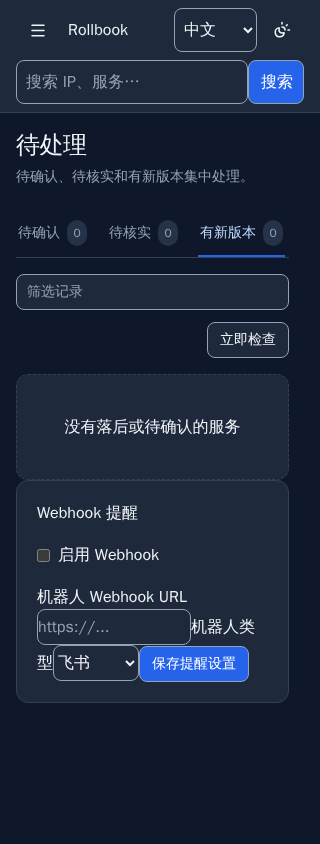 Rollbook
中文
搜索 IP、服务…
搜索
待处理
待确认、待核实和有新版本集中处理。
待确认 0
待核实 0
有新版本 0
筛选记录
立即检查
没有落后或待确认的服务
Webhook 提醒
启用 Webhook
机器人 Webhook URL
https://...
机器人类
型
飞书
保存提醒设置